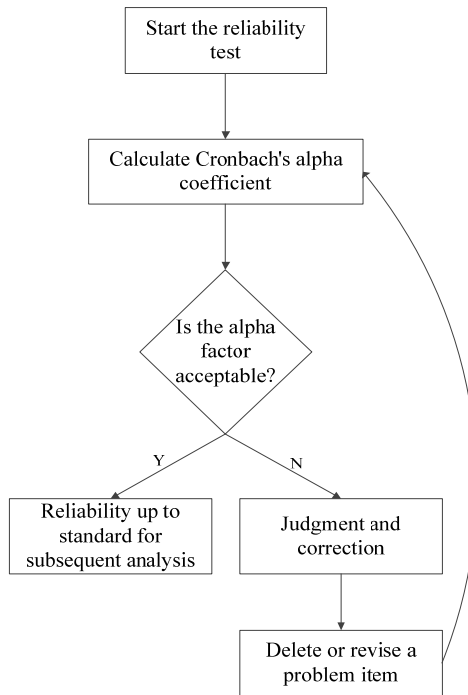 Start the reliability
test
Calculate Cronbach's alpha
coefficient
Is the alpha
factor
acceptable?
Y
N
Reliability up to
standard for
subsequent analysis
Judgment and
correction
Delete or revise a
problem item